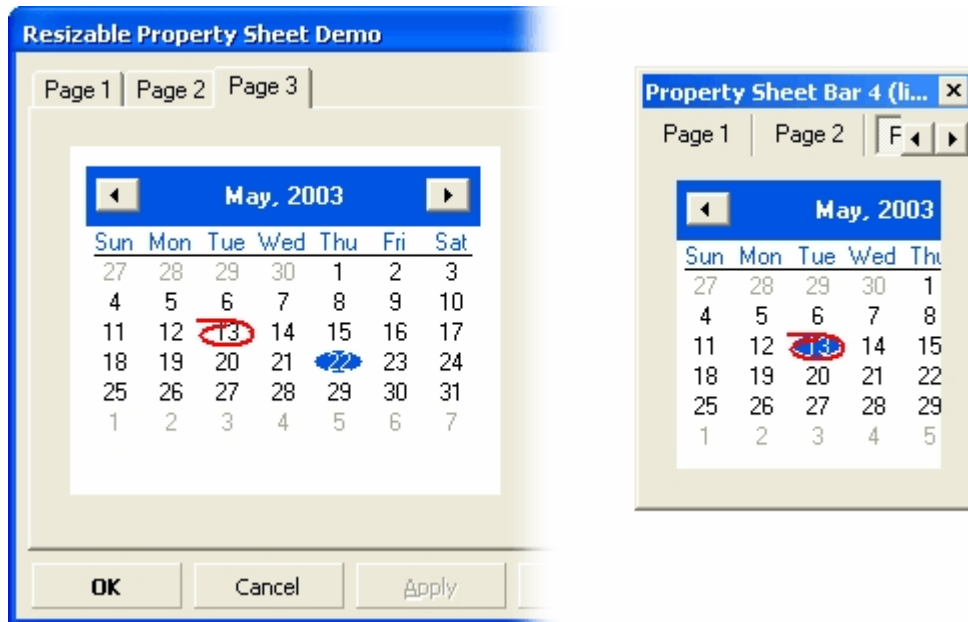 Resizable Property Sheet Demo
Page 1 Page 2 Page 3
May, 2003
Sun Mon Tue Wed Thu Fri Sat
27 28 29 30 1 2 3
4 5 6 7 8 9 10
11 12 13 14 15 16 17
18 19 20 21 22 23 24
25 26 27 28 29 30 31
1 2 3 4 5 6 7
OK Cancel Apply
Property Sheet Bar 4 (li...
Page 1 Page 2
May, 2003
Sun Mon Tue Wed Thu
27 28 29 30 1
4 5 6 7 8
11 12 13 14 15
18 19 20 21 22
25 26 27 28 29
1 2 3 4 5